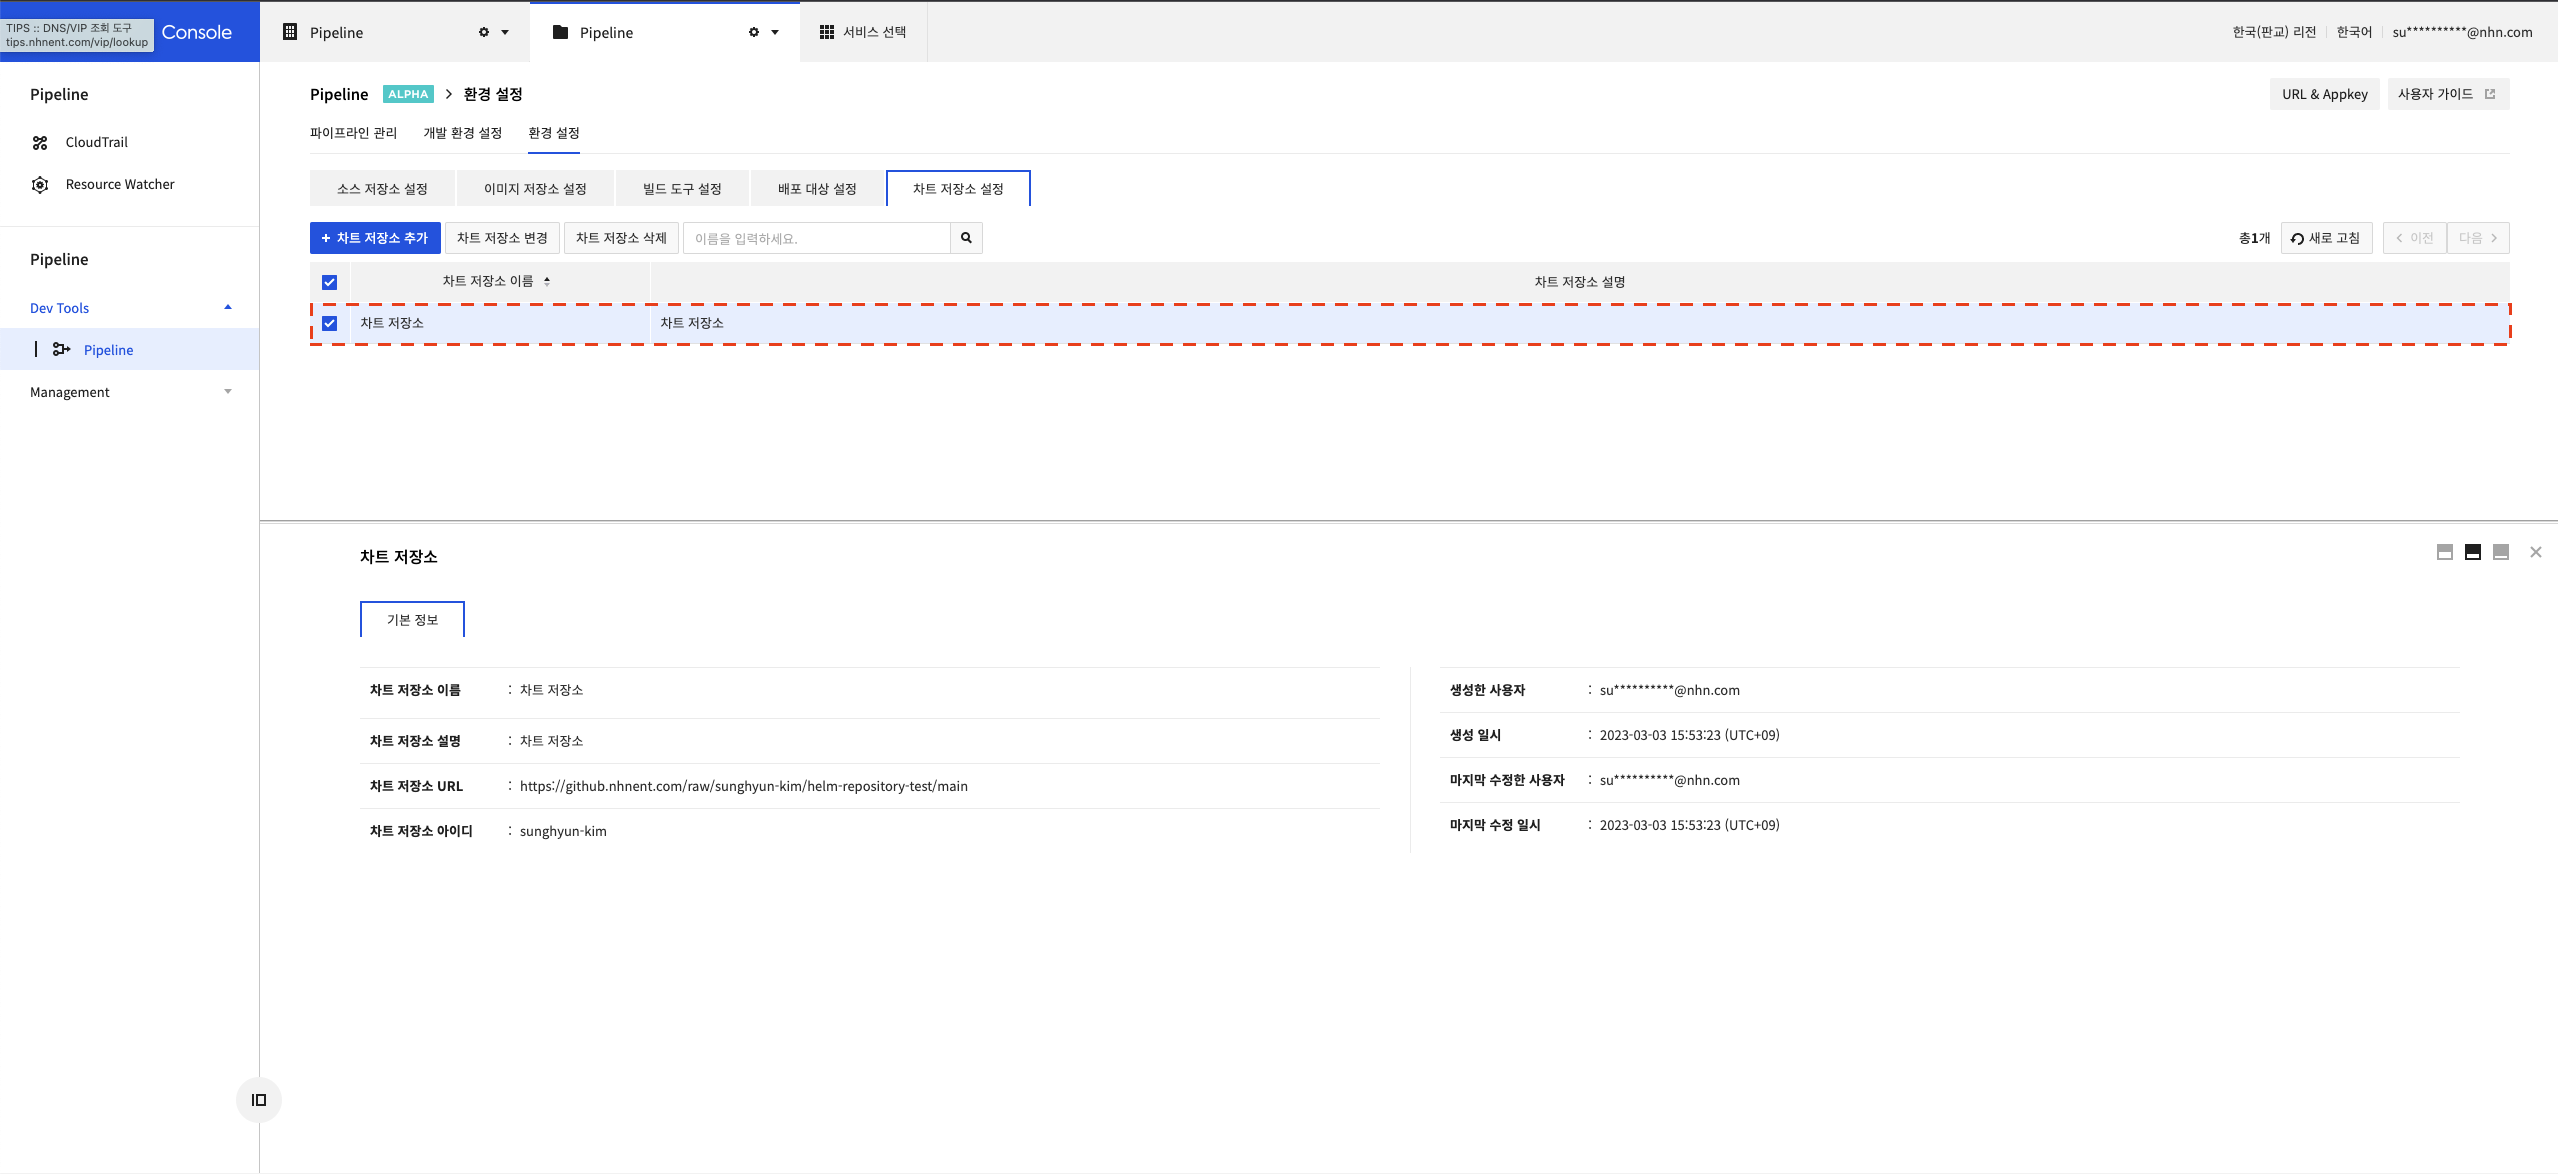 TIPS :: DNS/VIP 조회 도구
tips.nhnent.com/vip/lookup
Console
Pipeline
Pipeline
서비스 선택
한국(판교) 리전
한국어
su**********@nhn.com
Pipeline
CloudTrail
Resource Watcher
Pipeline
Dev Tools
Pipeline
Management
Pipeline ALPHA > 환경 설정
URL & Appkey
사용자 가이드
파이프라인 관리
개발 환경 설정
환경 설정
소스 저장소 설정
이미지 저장소 설정
빌드 도구 설정
배포 대상 설정
차트 저장소 설정
+ 차트 저장소 추가
차트 저장소 변경
차트 저장소 삭제
이름을 입력하세요.
총1개
새로 고침
< 이전
다음 >
차트 저장소 이름
차트 저장소 설명
차트 저장소
차트 저장소
차트 저장소
기본 정보
차트 저장소 이름 : 차트 저장소
차트 저장소 설명 : 차트 저장소
차트 저장소 URL : https://github.nhnent.com/raw/sunghyun-kim/helm-repository-test/main
차트 저장소 아이디 : sunghyun-kim
생성한 사용자 : su**********@nhn.com
생성 일시 : 2023-03-03 15:53:23 (UTC+09)
마지막 수정한 사용자 : su**********@nhn.com
마지막 수정 일시 : 2023-03-03 15:53:23 (UTC+09)